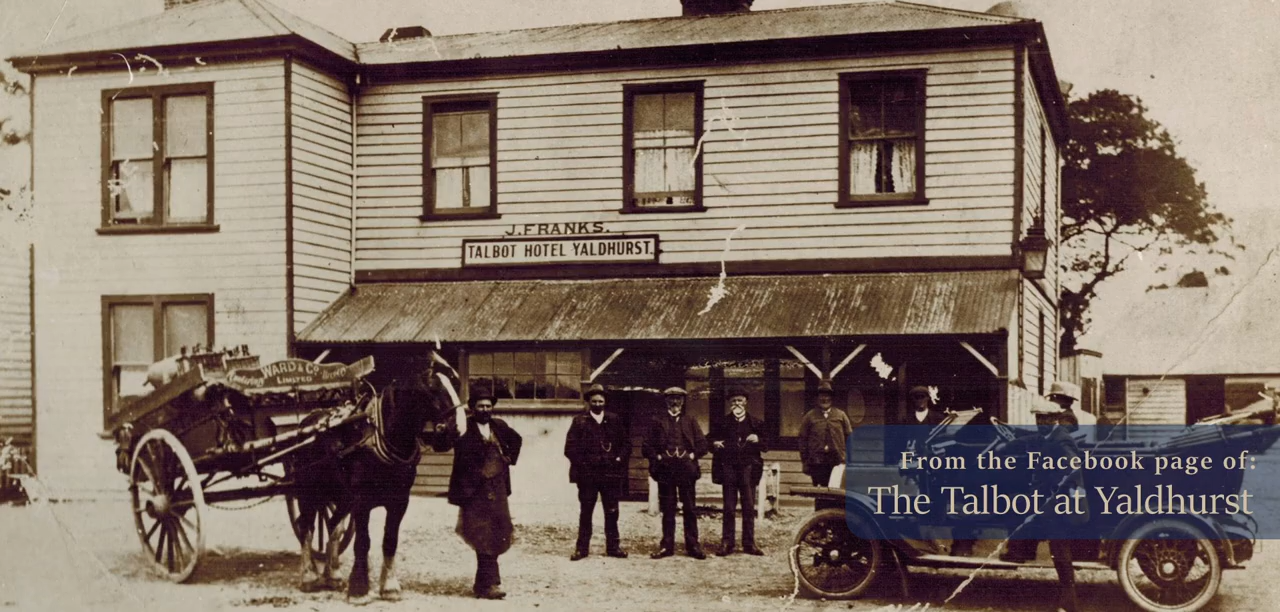 J. FRANKS.
TALBOT HOTEL YALDHURST.
WARD & Co
LIMITED
From the Facebook page of:
The Talbot at Yaldhurst